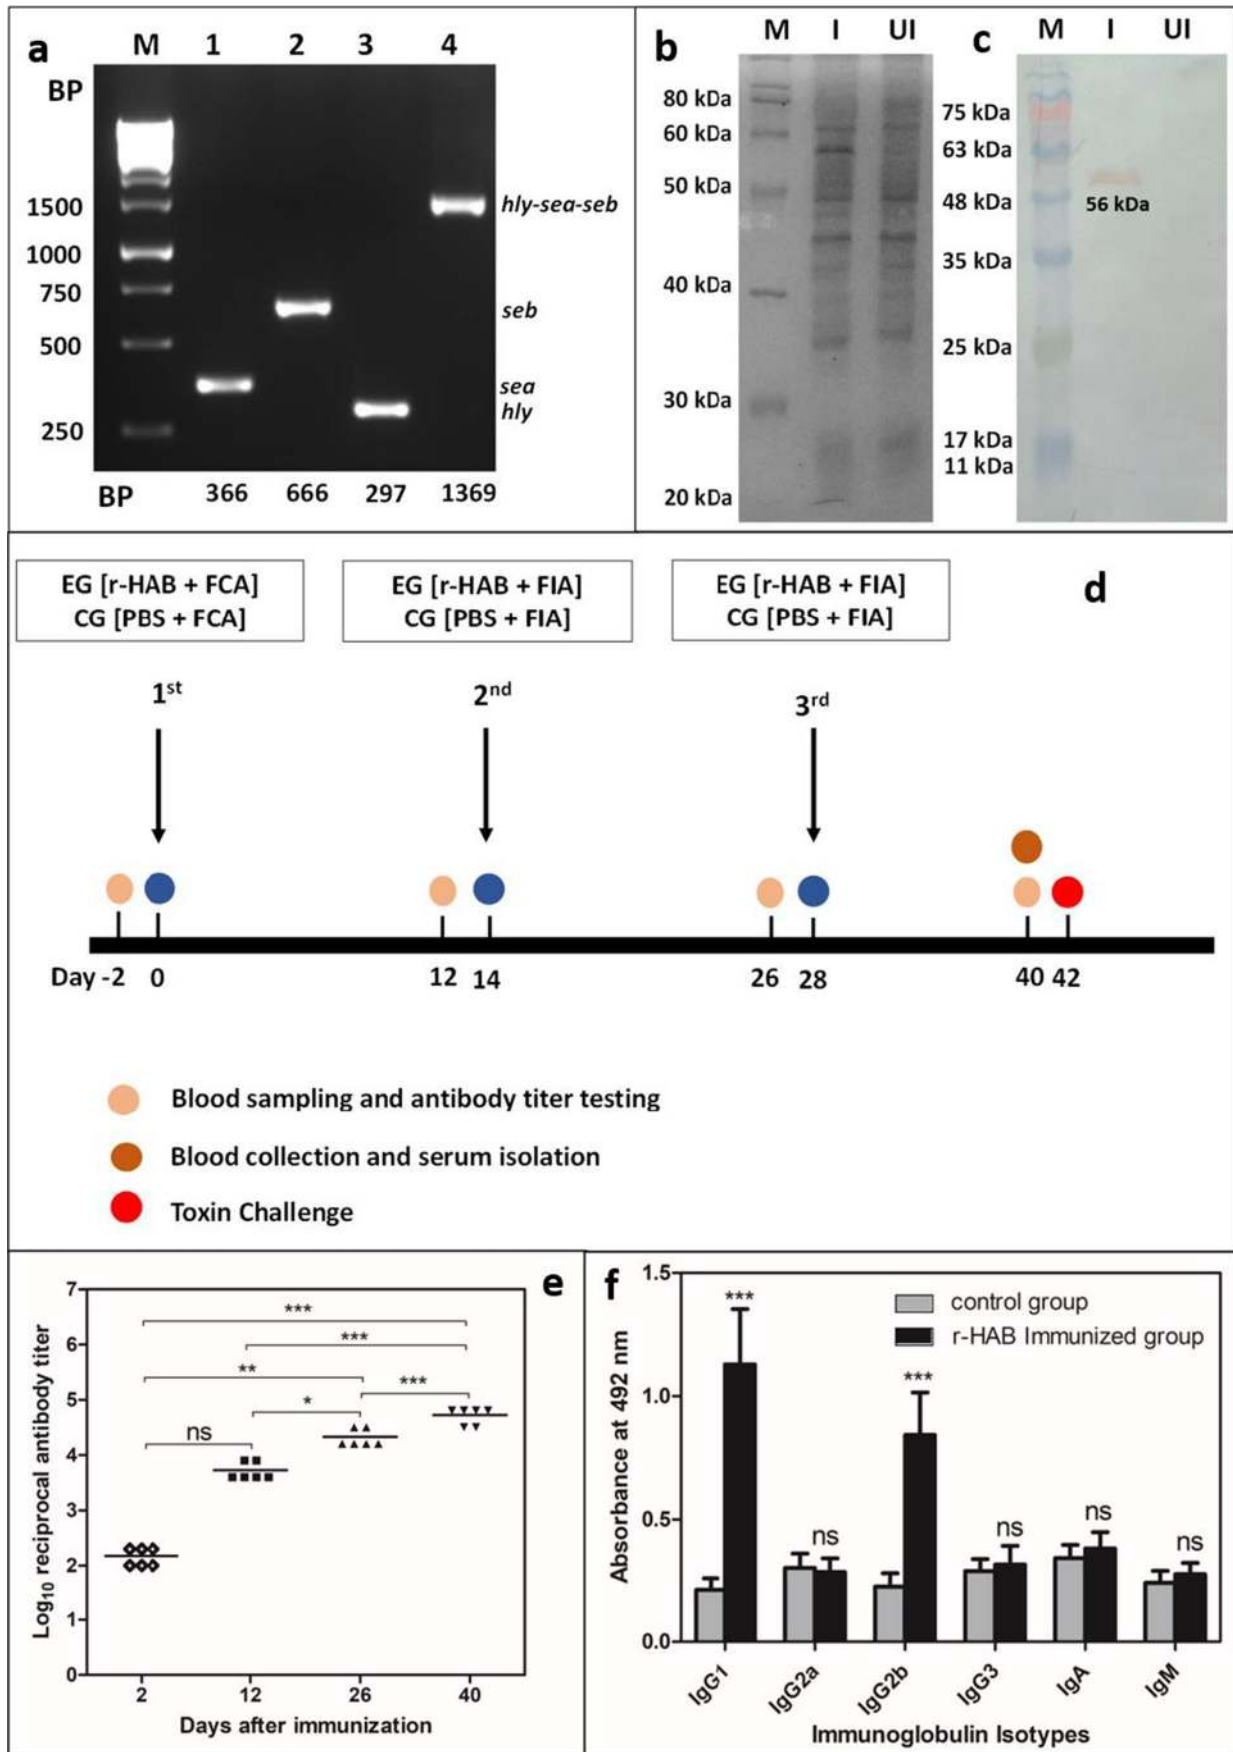 a
M 1 2 3 4
BP
1500
1000
750
500
250
hly-sea-seb
seb
sea
hly
BP 366 666 297 1369
b
M I UI
80 kDa
60 kDa
50 kDa
40 kDa
30 kDa
20 kDa
c
M I UI
75 kDa
63 kDa
48 kDa
35 kDa
25 kDa
17 kDa
11 kDa
56 kDa
d
EG [r-HAB + FCA]
CG [PBS + FCA]
EG [r-HAB + FIA]
CG [PBS + FIA]
EG [r-HAB + FIA]
CG [PBS + FIA]
1st
2nd
3rd
Day -2 0 12 14 26 28 40 42
Blood sampling and antibody titer testing
Blood collection and serum isolation
Toxin Challenge
e
Log10 reciprocal antibody titer
7
6
5
4
3
2
1
0
***
***
**
***
*
ns
2 12 26 40
Days after immunization
f
Absorbance at 492 nm
1.5
1.0
0.5
0.0
control group
r-HAB Immunized group
***
ns
***
ns
ns
ns
IgG1
IgG2a
IgG2b
IgG3
IgA
IgM
Immunoglobulin Isotypes